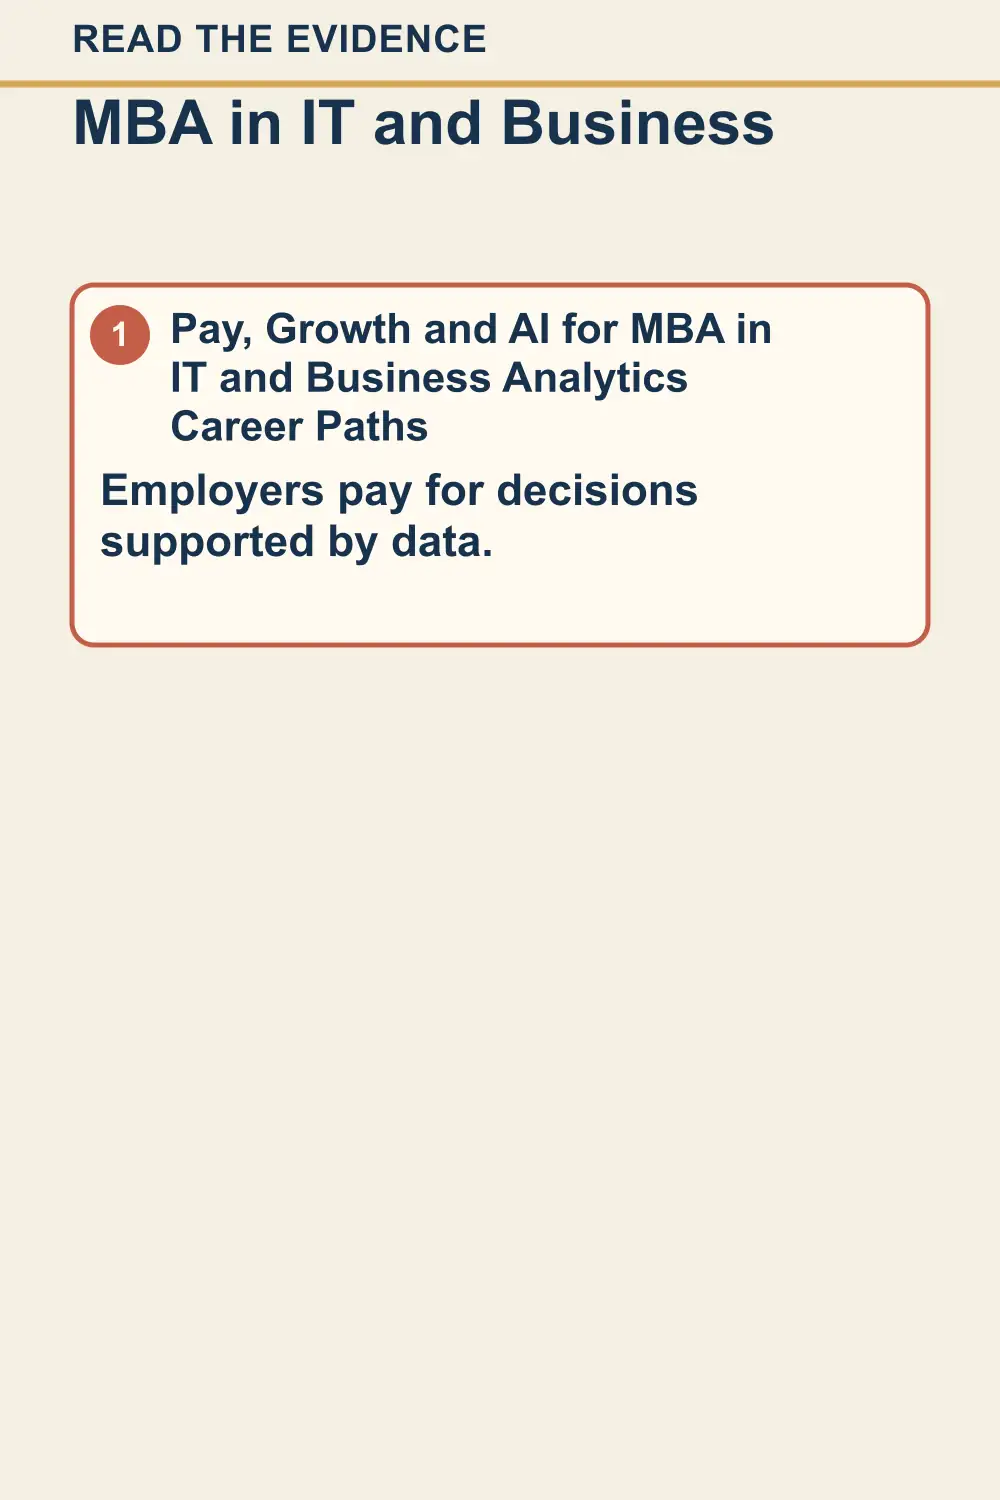 READ THE EVIDENCE
MBA in IT and Business
1
Pay, Growth and AI for MBA in
IT and Business Analytics
Career Paths
Employers pay for decisions
supported by data.